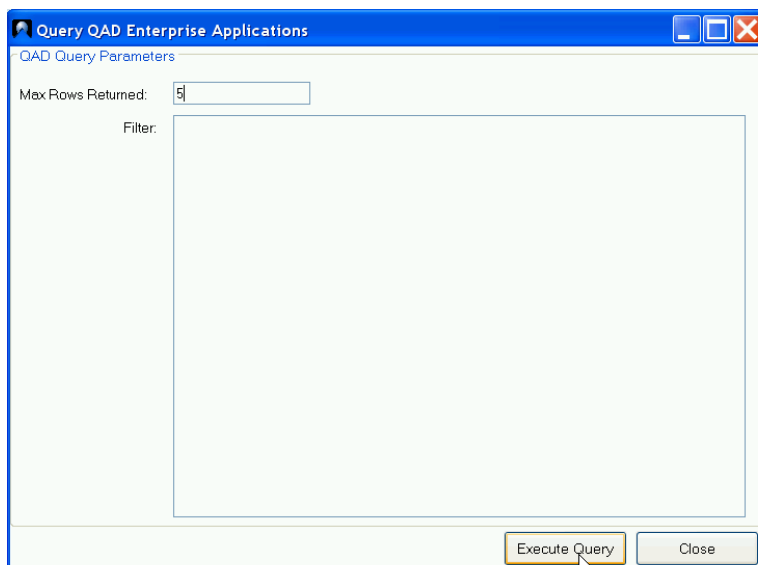 Query QAD Enterprise Applications
QAD Query Parameters
Max Rows Returned: 5
Filter:
Execute Query Close